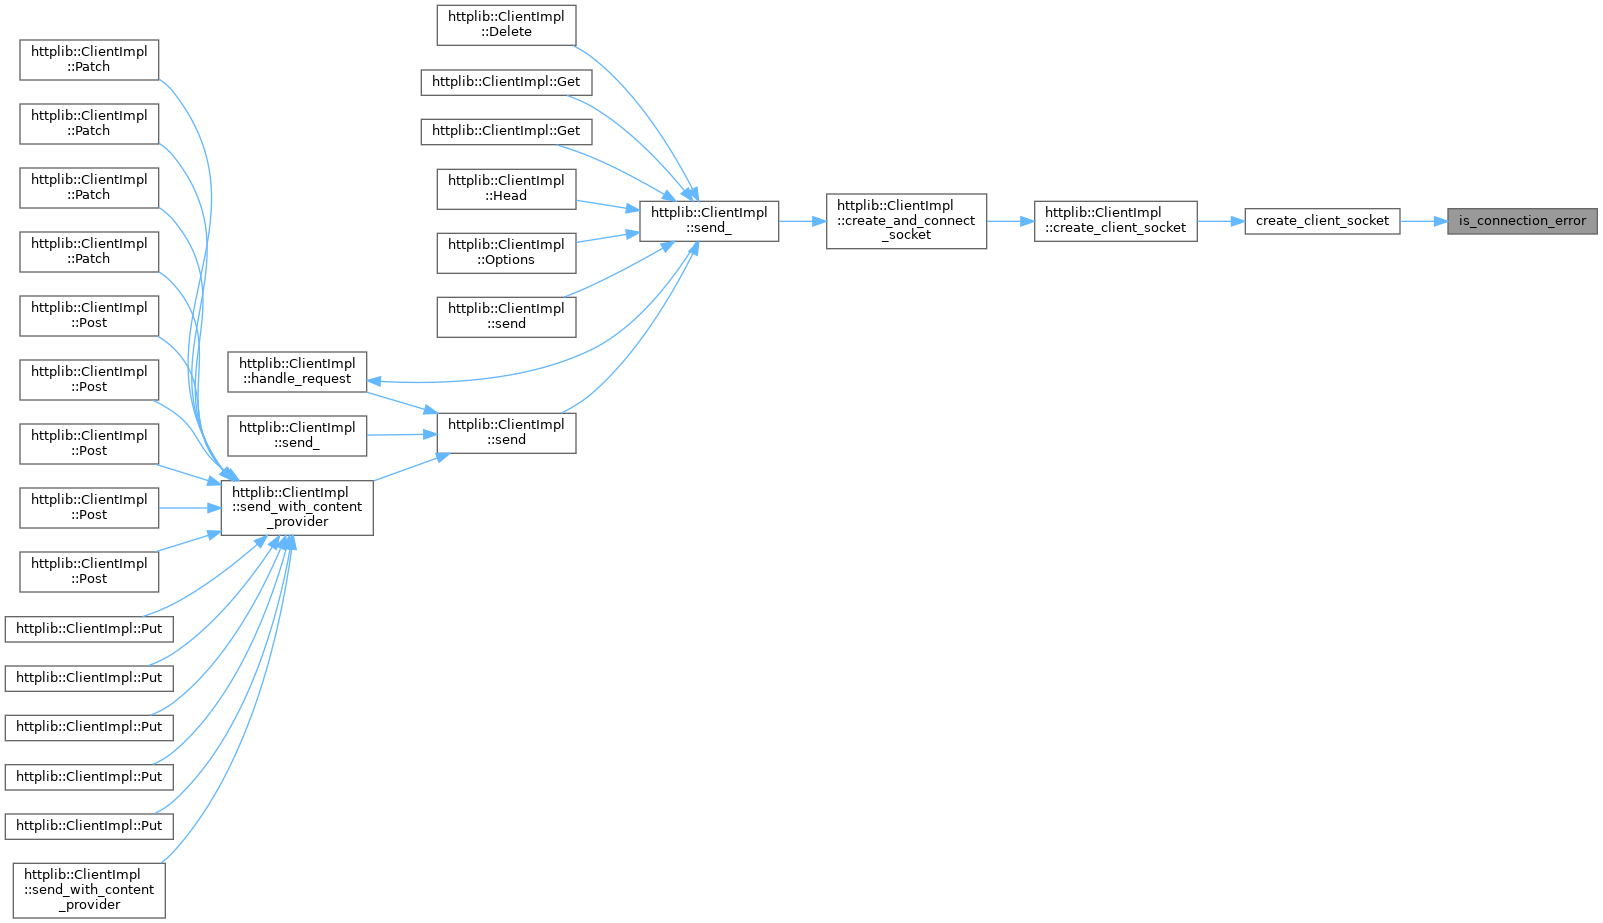 httplib::ClientImpl
::Patch
httplib::ClientImpl
::Patch
httplib::ClientImpl
::Patch
httplib::ClientImpl
::Patch
httplib::ClientImpl
::Post
httplib::ClientImpl
::Post
httplib::ClientImpl
::Post
httplib::ClientImpl
::Post
httplib::ClientImpl
::Post
httplib::ClientImpl::Put
httplib::ClientImpl::Put
httplib::ClientImpl::Put
httplib::ClientImpl::Put
httplib::ClientImpl::Put
httplib::ClientImpl
::send_with_content
_provider
httplib::ClientImpl
::handle_request
httplib::ClientImpl
::send_
httplib::ClientImpl
::send_with_content
_provider
httplib::ClientImpl
::Delete
httplib::ClientImpl::Get
httplib::ClientImpl::Get
httplib::ClientImpl
::Head
httplib::ClientImpl
::Options
httplib::ClientImpl
::send
httplib::ClientImpl
::send
httplib::ClientImpl
::send_
httplib::ClientImpl
::create_and_connect
_socket
httplib::ClientImpl
::create_client_socket
create_client_socket
is_connection_error